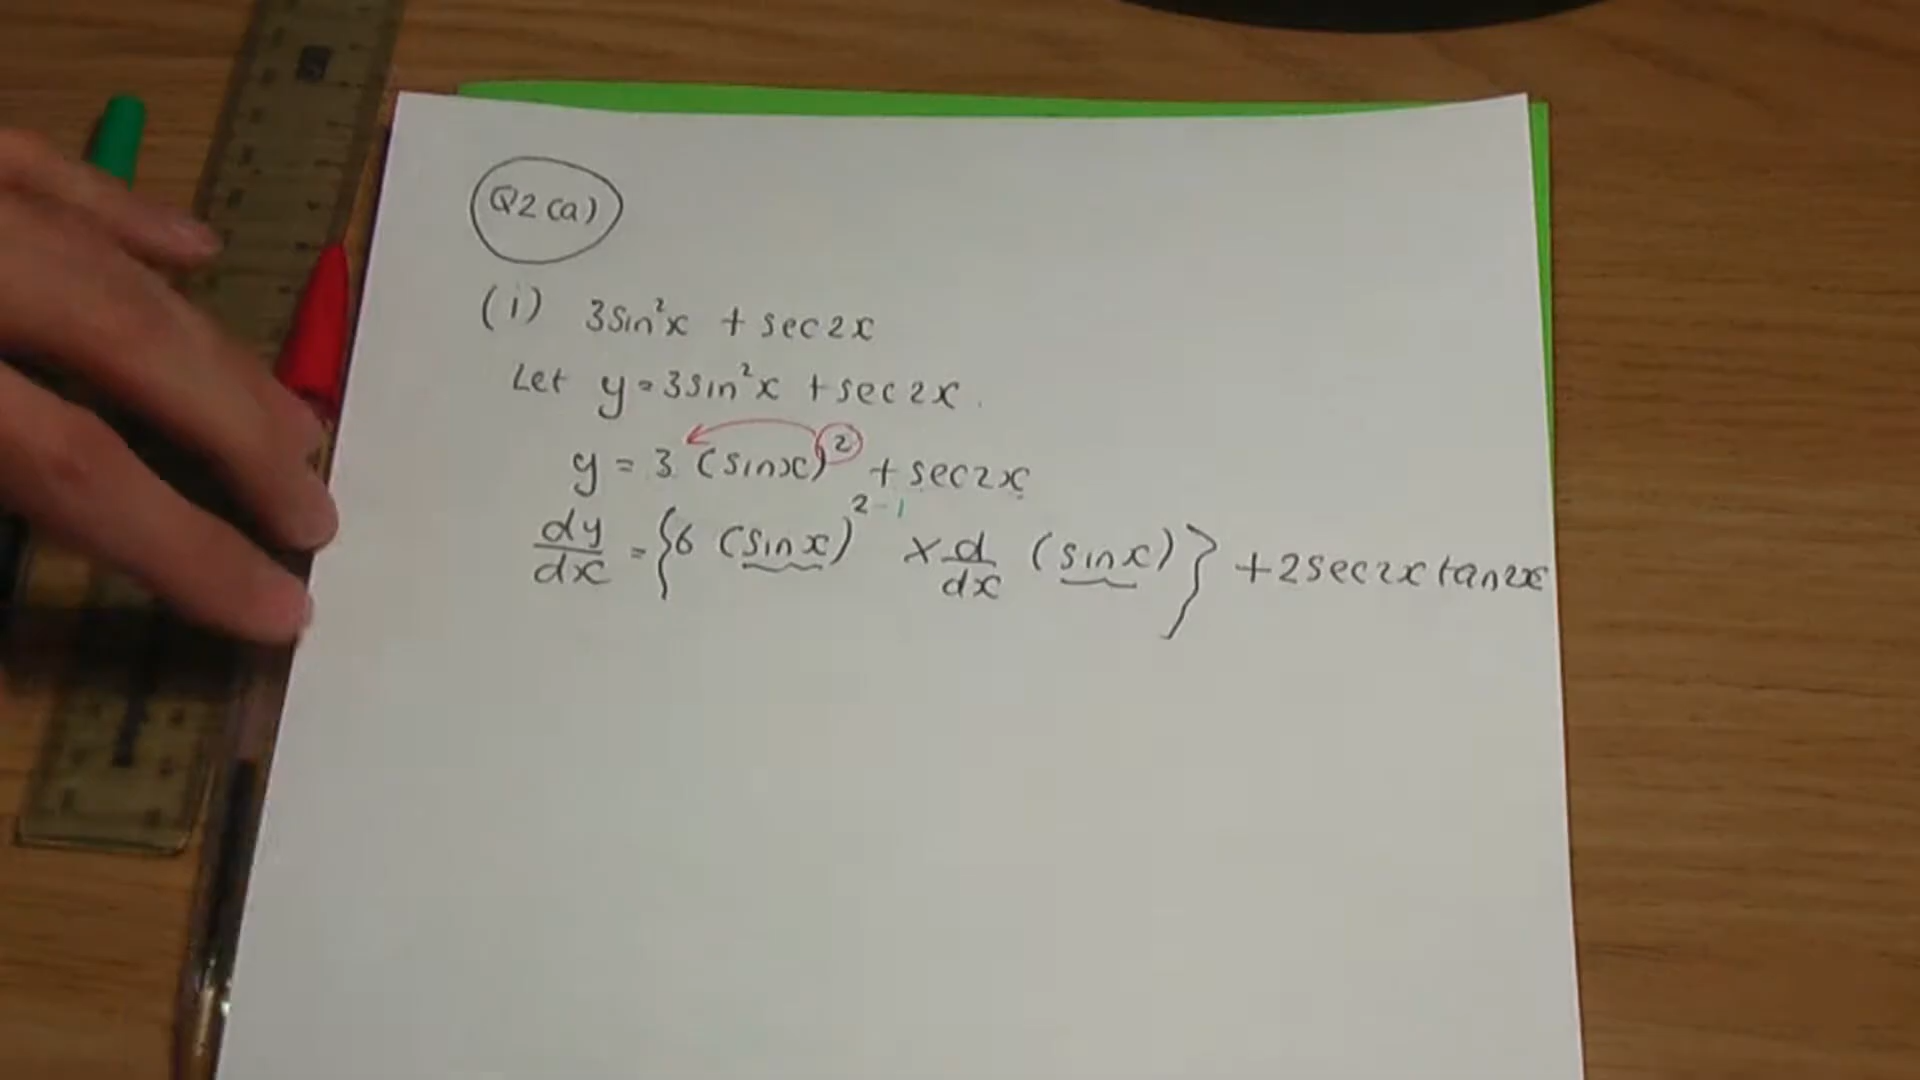 Q2(a)
(i) 3sin²x + sec2x
Let y = 3sin²x + sec2x.
y = 3 (sinx)² + sec2x
dy/dx = {6 (sinx)²⁻¹ × d/dx (sinx)} + 2sec2x tan2x